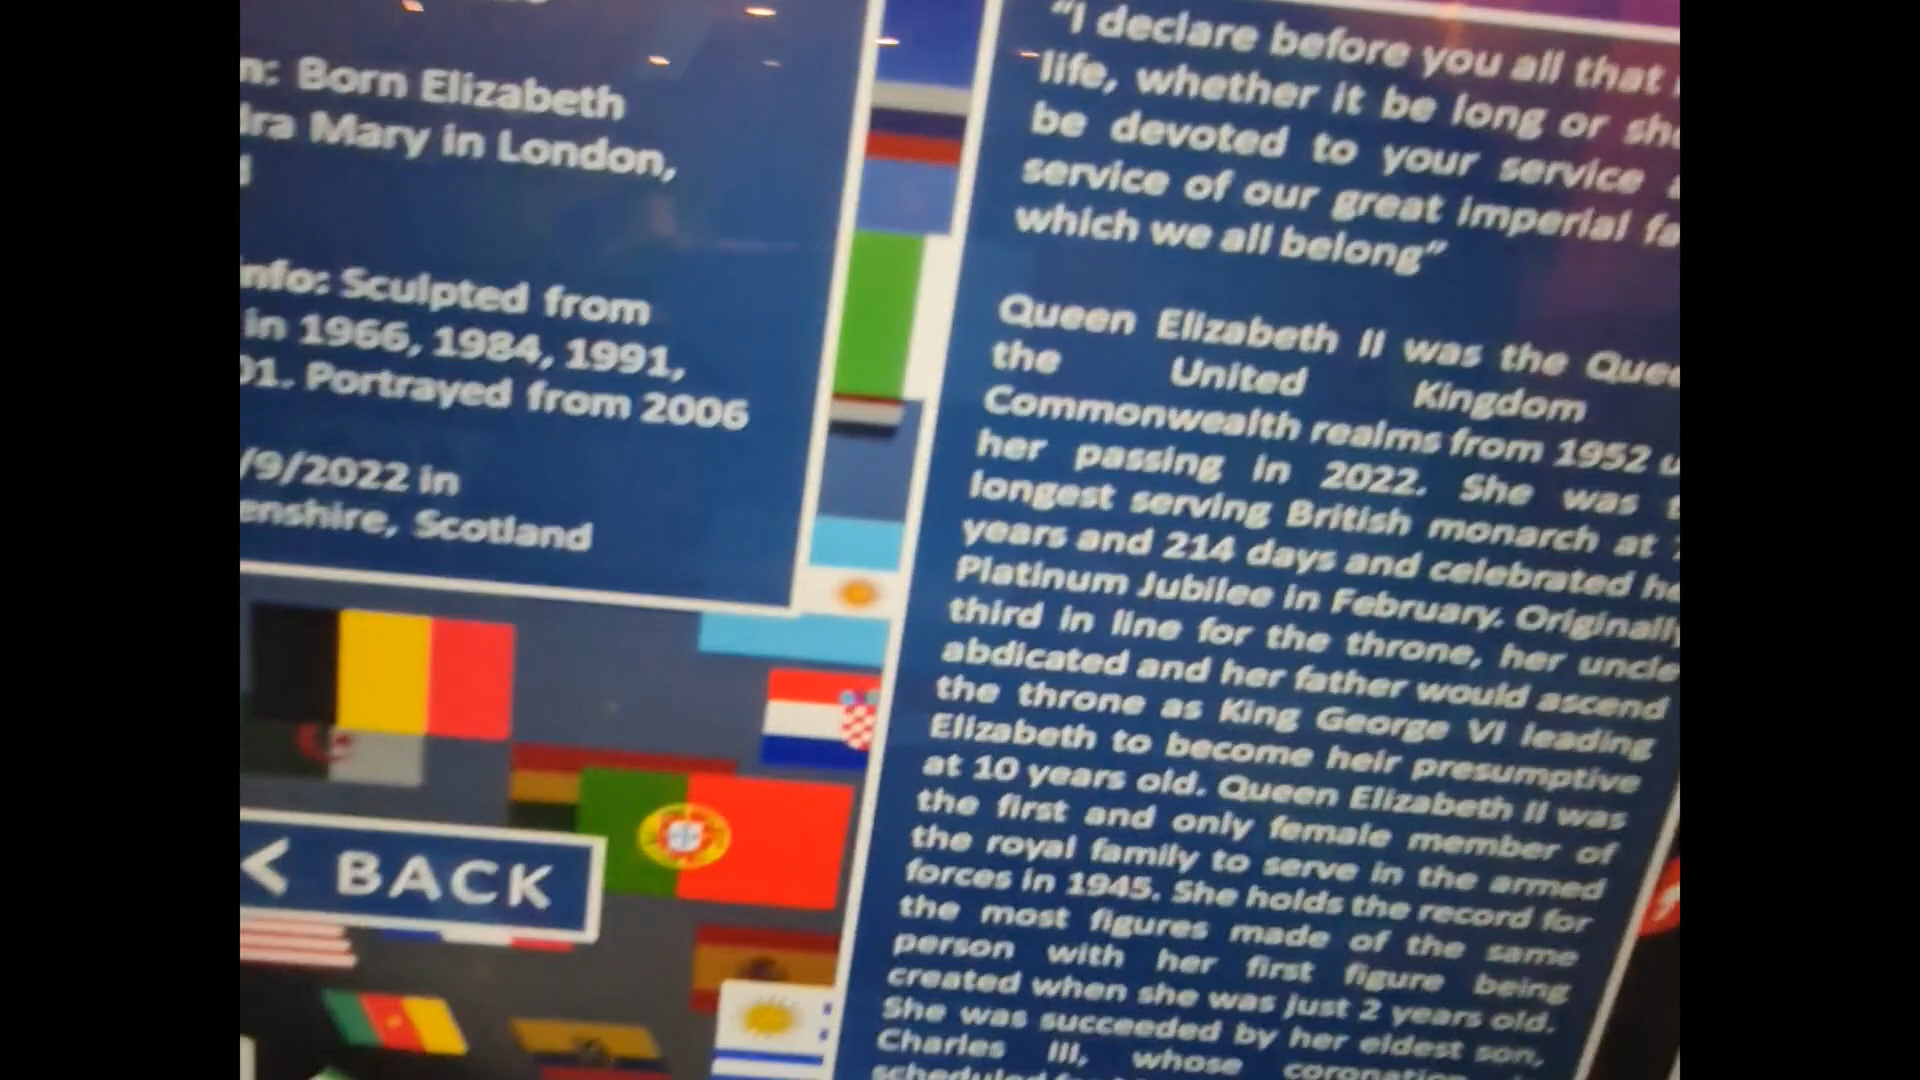 n: Born Elizabeth
dra Mary in London,
info: Sculpted from
in 1966, 1984, 1991,
01. Portrayed from 2006
/9/2022 in
enshire, Scotland
< BACK
“I declare before you all that
life, whether it be long or sho
be devoted to your service
service of our great imperial fa
which we all belong”
Queen Elizabeth II was the Quee
the United Kingdom
Commonwealth realms from 1952 u
her passing in 2022. She was t
longest serving British monarch at 7
years and 214 days and celebrated he
Platinum Jubilee in February. Originally
third in line for the throne, her uncle
abdicated and her father would ascend
the throne as King George VI leading
Elizabeth to become heir presumptive
at 10 years old. Queen Elizabeth II was
the first and only female member of
the royal family to serve in the armed
forces in 1945. She holds the record for
the most figures made of the same
person with her first figure being
created when she was just 2 years old.
She was succeeded by her eldest son,
Charles III, whose coronation
scheduled